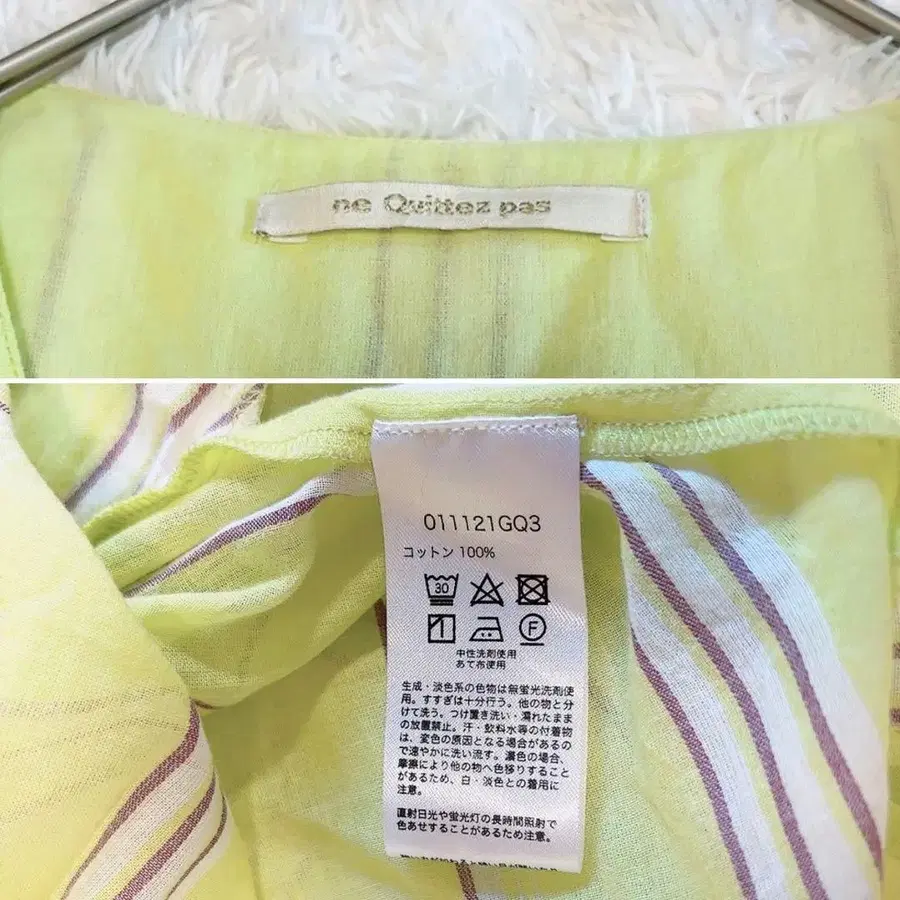 ne Quittez pas
011121GQ3
コットン 100%
30
F
中性洗剤使用
あて布使用
生成・淡色系の色物は無蛍光洗剤使
用。すすぎは十分行う。他の物と分
けて洗う。つけ置き洗い・濡れたまま
の放置禁止。汗・飲料水等の付着物
は、変色の原因となる場合があるの
で速やかに洗い流す。濃色の場合、
摩擦により他の物へ色移りすること
があるため、白・淡色との着用に
注意。
直射日光や蛍光灯の長時間照射で
色あせすることがあるため注意。